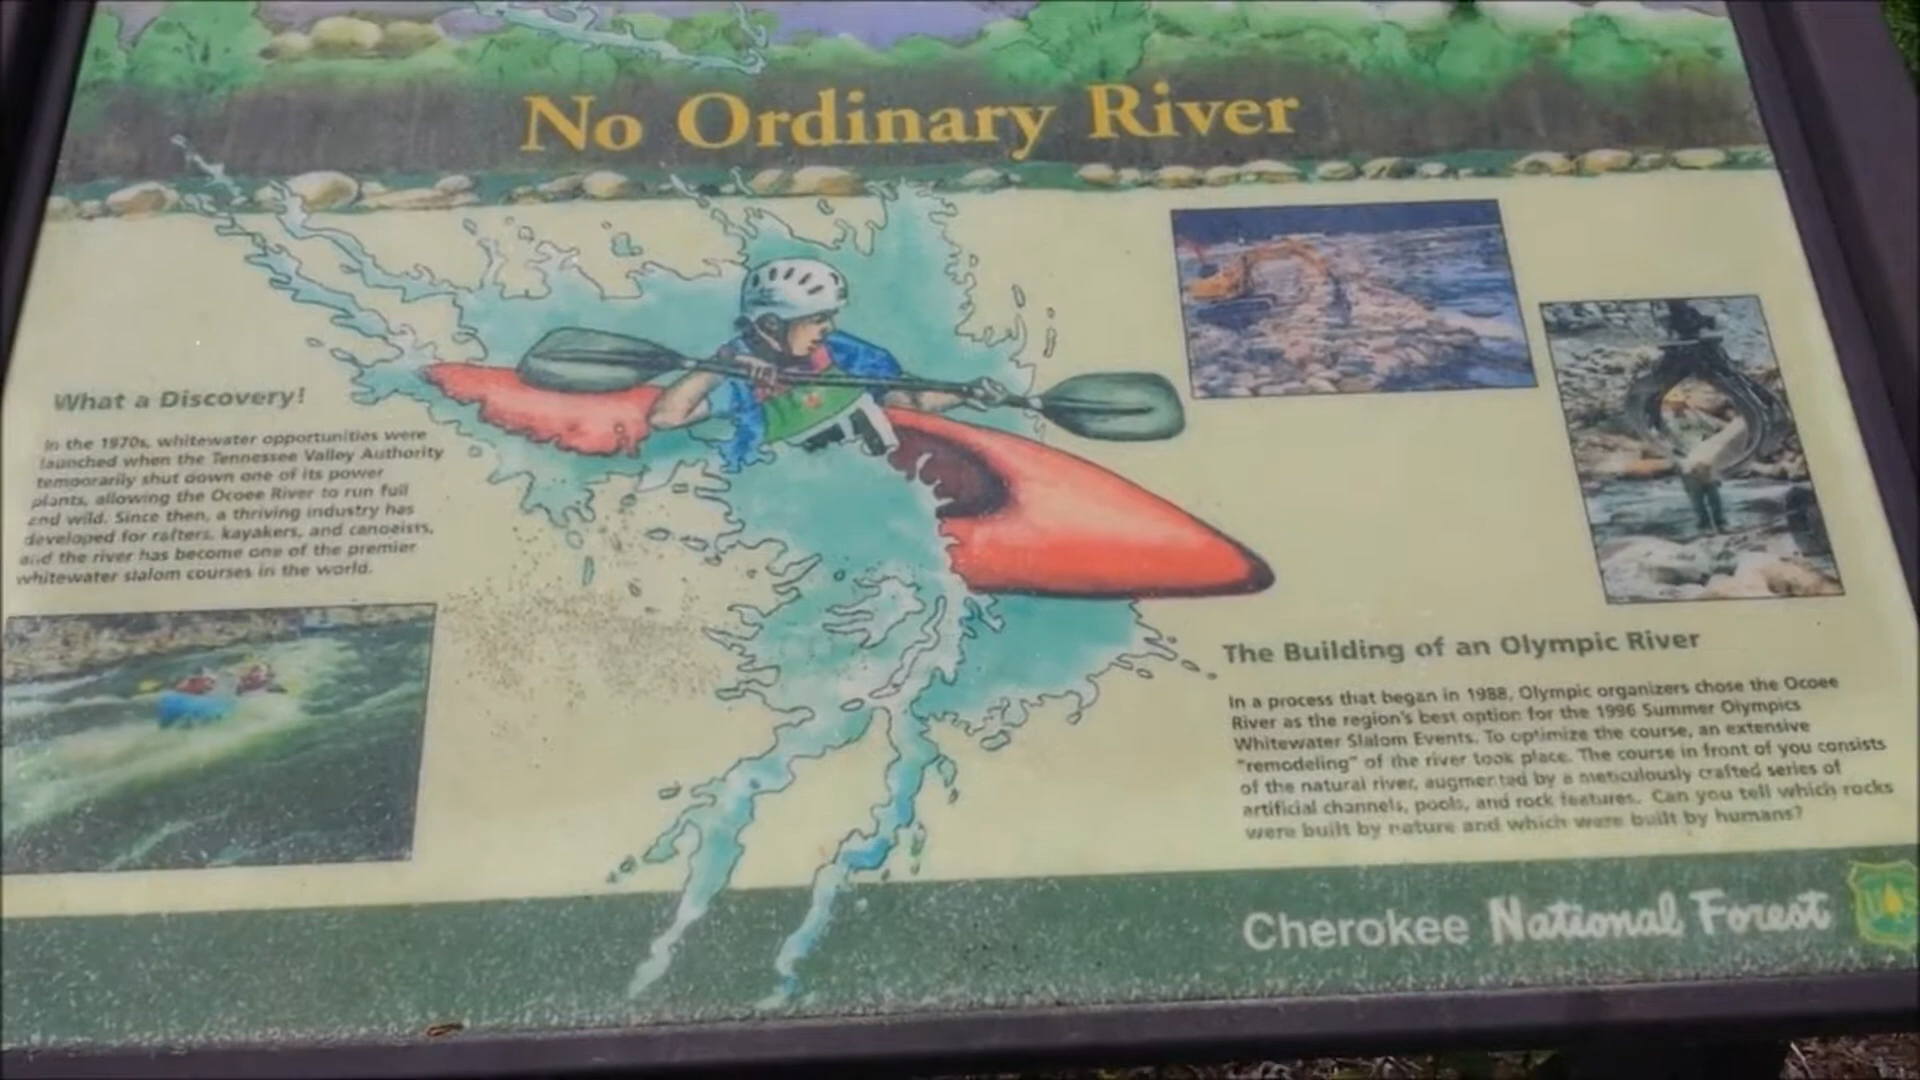 No Ordinary River
What a Discovery!
In the 1970s, whitewater opportunities were
launched when the Tennessee Valley Authority
temporarily shut down one of its power
plants, allowing the Ocoee River to run full
and wild. Since then, a thriving industry has
developed for rafters, kayakers, and canoeists,
and the river has become one of the premier
whitewater slalom courses in the world.
The Building of an Olympic River
In a process that began in 1988, Olympic organizers chose the Ocoee
River as the region's best option for the 1996 Summer Olympics
Whitewater Slalom Events. To optimize the course, an extensive
"remodeling" of the river took place. The course in front of you consists
of the natural river, augmented by a meticulously crafted series of
artificial channels, pools, and rock features. Can you tell which rocks
were built by nature and which were built by humans?
Cherokee National Forest
US